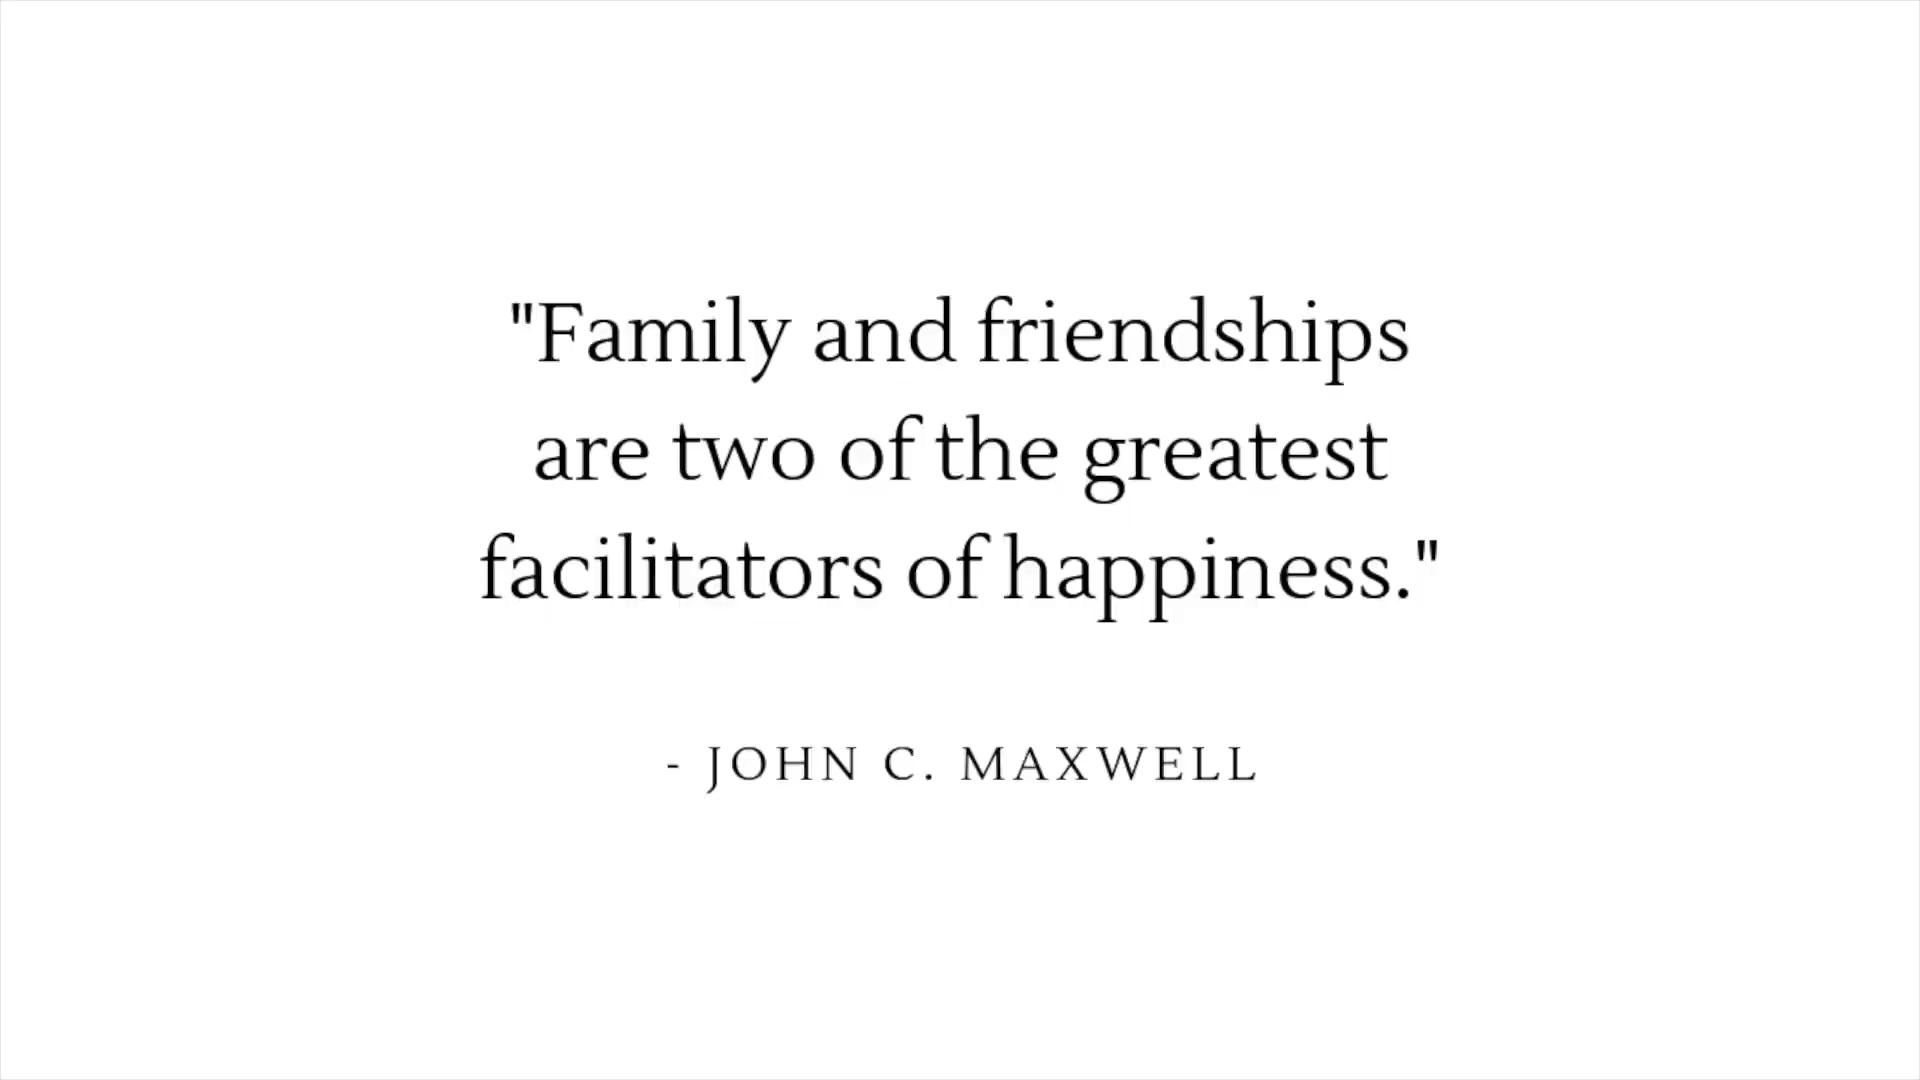 "Family and friendships
are two of the greatest
facilitators of happiness."
- JOHN C. MAXWELL